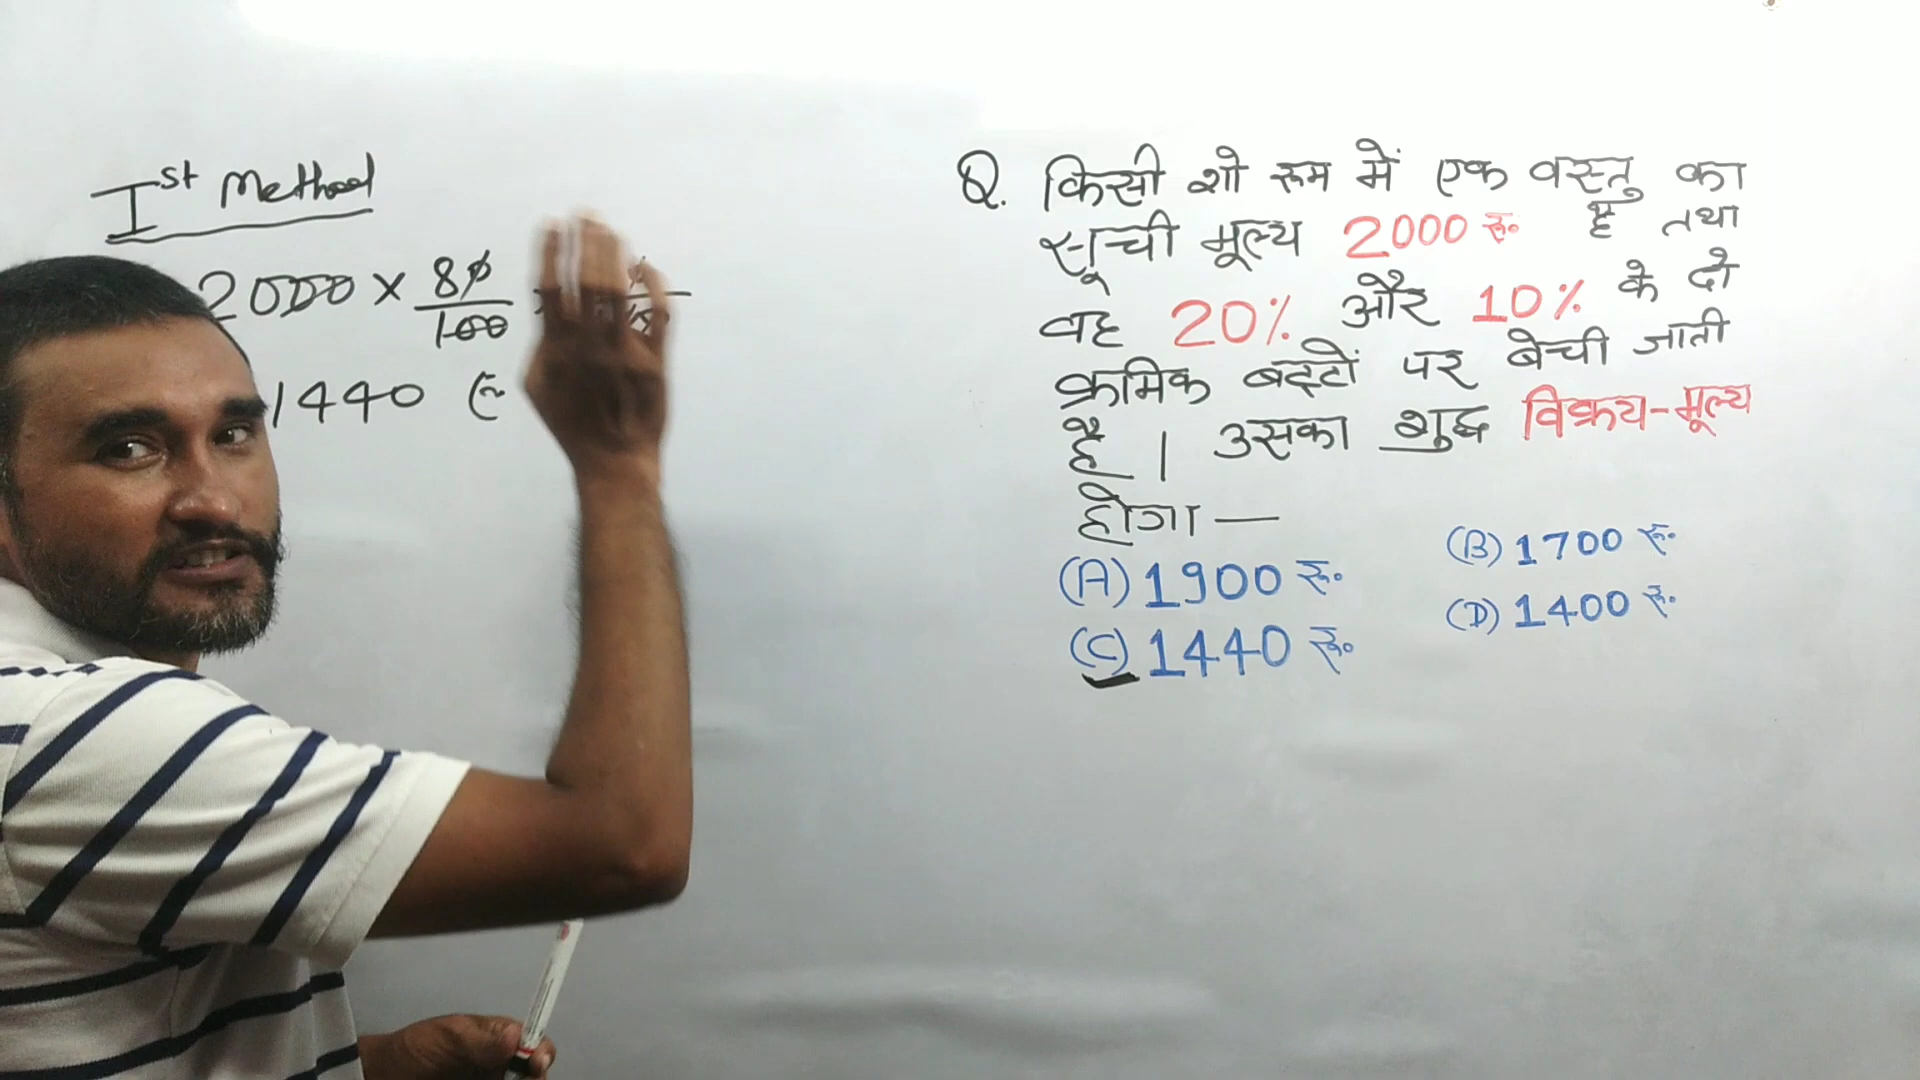 Ist Method
2000 × 80/100 ×
1440 रु
Q. किसी शो रूम में एक वस्तु का
सूची मूल्य 2000 रु. है तथा
वह 20% और 10% के दो
क्रमिक बट्टों पर बेची जाती
है | उसका शुद्ध विक्रय-मूल्य
होगा —
(A) 1900 रु. (B) 1700 रु.
(C) 1440 रु. (D) 1400 रु.